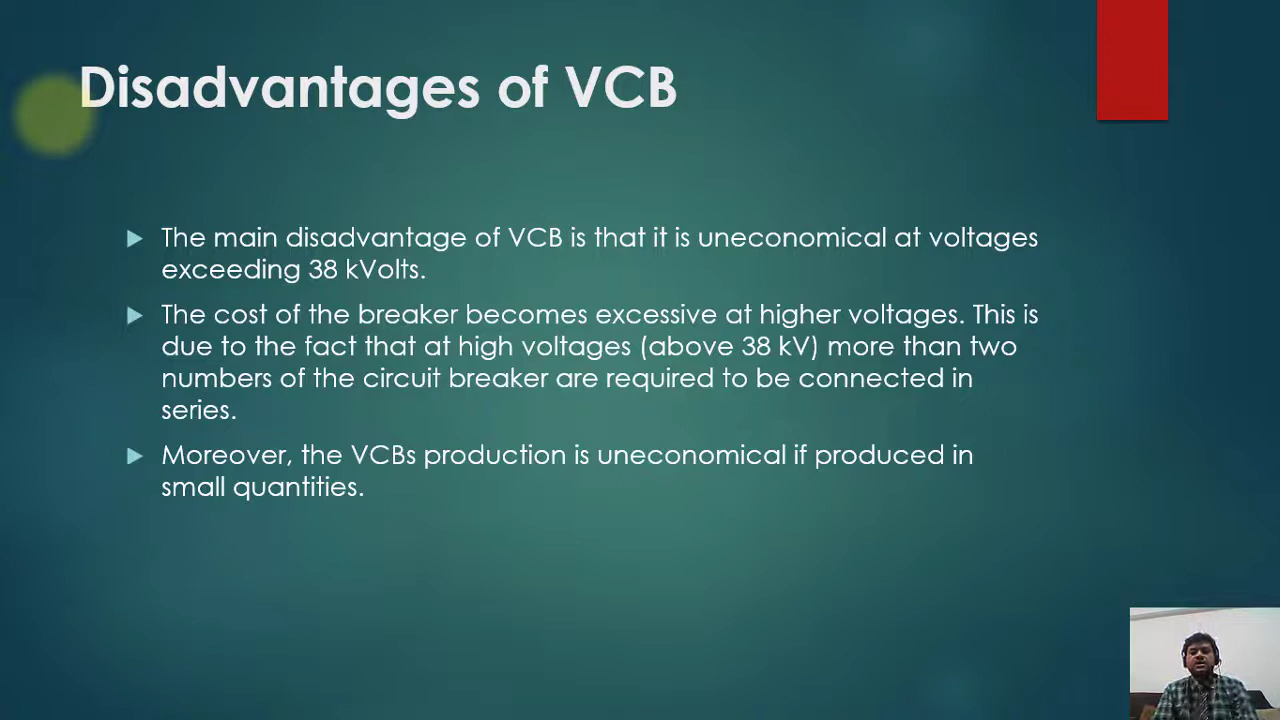 Disadvantages of VCB
The main disadvantage of VCB is that it is uneconomical at voltages
exceeding 38 kVolts.
The cost of the breaker becomes excessive at higher voltages. This is
due to the fact that at high voltages (above 38 kV) more than two
numbers of the circuit breaker are required to be connected in
series.
Moreover, the VCBs production is uneconomical if produced in
small quantities.